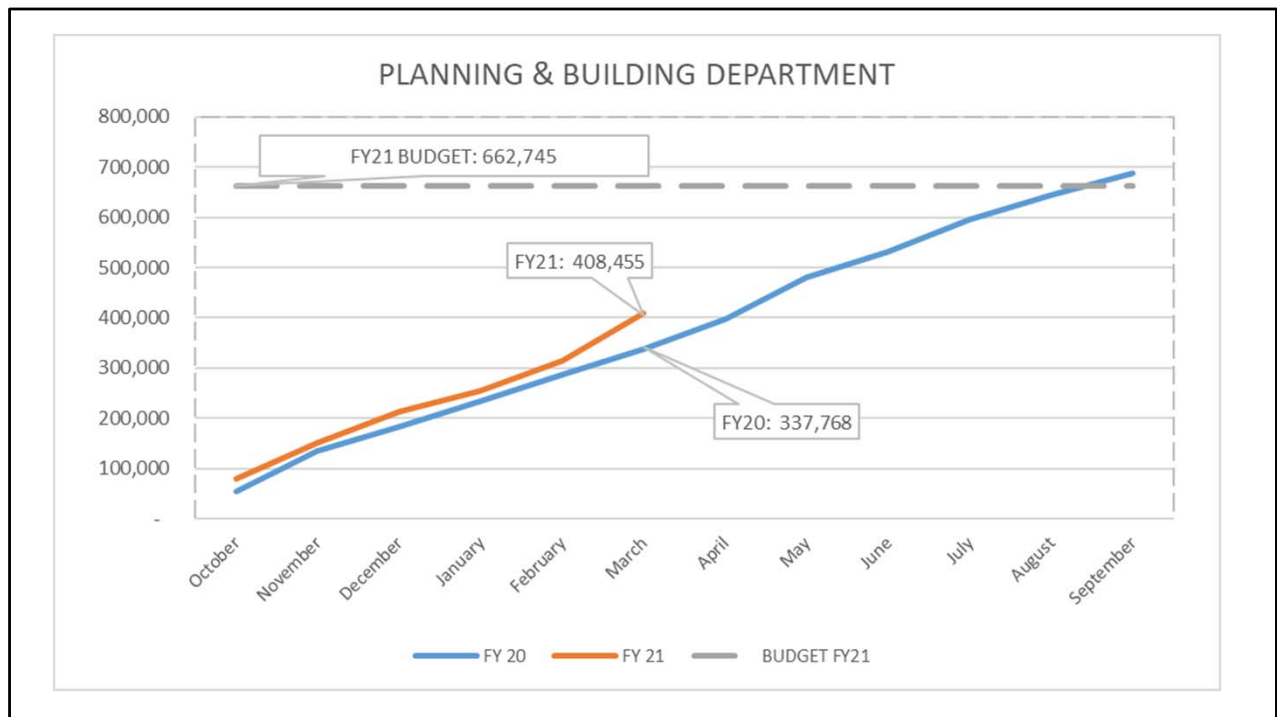 PLANNING & BUILDING DEPARTMENT
800,000
FY21 BUDGET: 662,745
700,000
600,000
500,000
FY21: 408,455
400,000
300,000
200,000
FY20: 337,768
100,000
-
October
November
December
January
February
March
April
May
June
July
August
September
FY 20 FY 21 BUDGET FY21